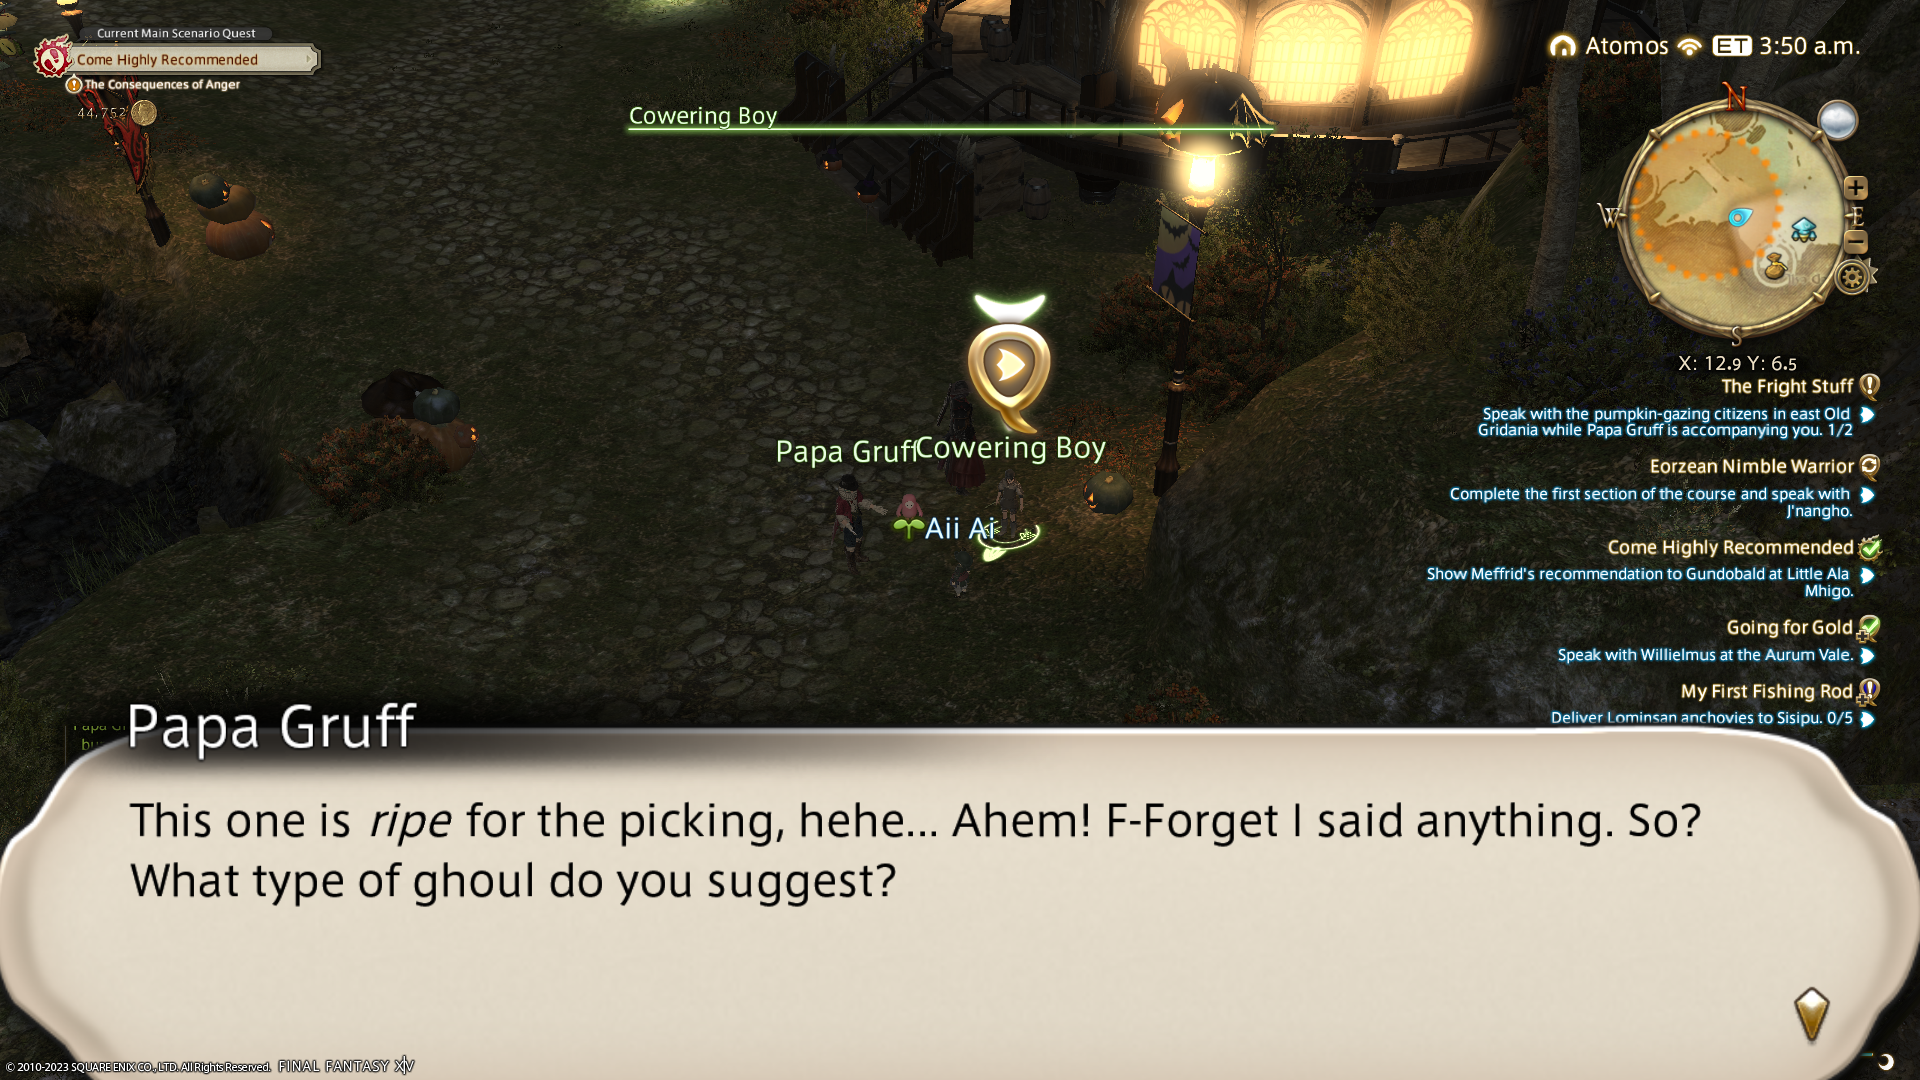 Current Main Scenario Quest
Come Highly Recommended
The Consequences of Anger
44,752
Cowering Boy
Atomos ET 3:50 a.m.
N
W
E
S
X: 12.9 Y: 6.5
The Fright Stuff
Speak with the pumpkin-gazing citizens in east Old
Gridania while Papa Gruff is accompanying you. 1/2
Eorzean Nimble Warrior
Complete the first section of the course and speak with
J'nangho.
Come Highly Recommended
Show Meffrid's recommendation to Gundobald at Little Ala
Mhigo.
Going for Gold
Speak with Willielmus at the Aurum Vale.
My First Fishing Rod
Deliver Lominsan anchovies to Sisipu. 0/5
Papa Gruff
Cowering Boy
Aii Ai
Papa Gruff
This one is ripe for the picking, hehe... Ahem! F-Forget I said anything. So?
What type of ghoul do you suggest?
© 2010-2023 SQUARE ENIX CO., LTD. All Rights Reserved. FINAL FANTASY XIV